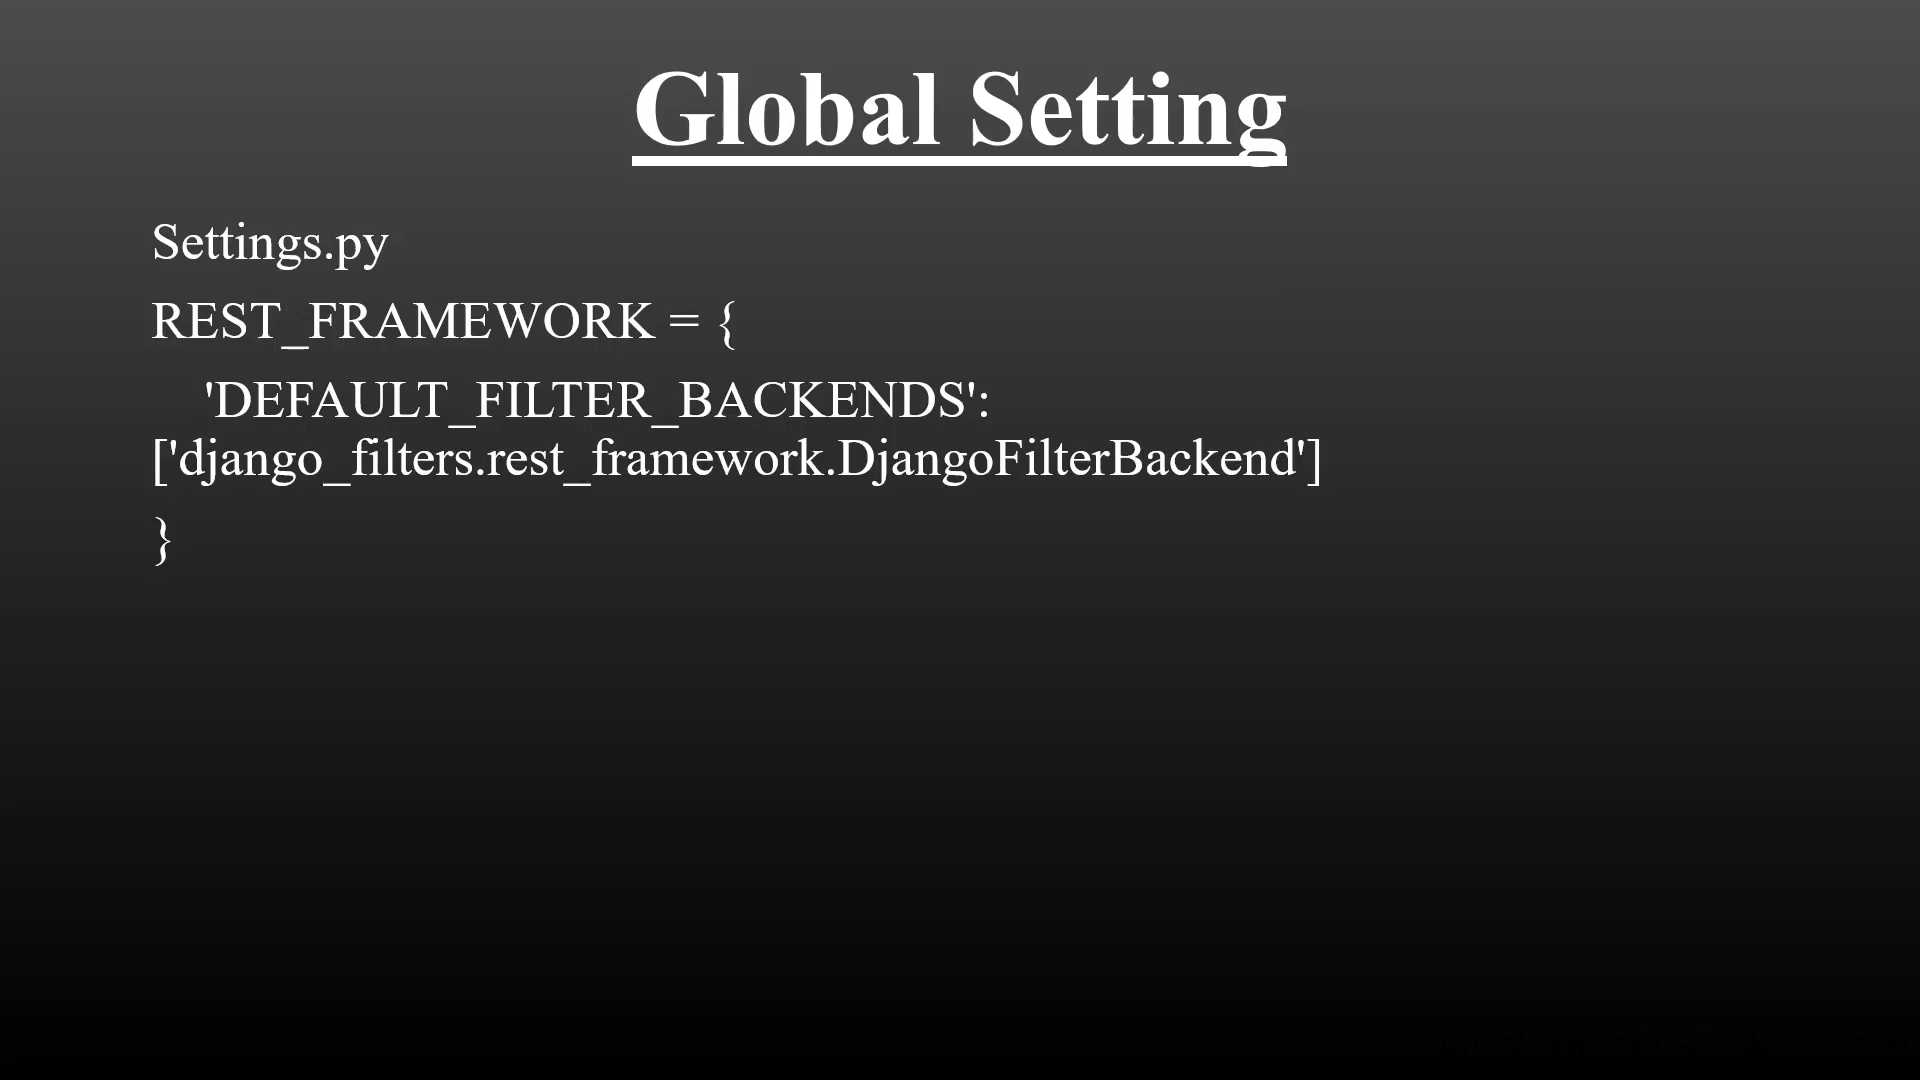 Global Setting
Settings.py
REST_FRAMEWORK = {
'DEFAULT_FILTER_BACKENDS':
['django_filters.rest_framework.DjangoFilterBackend']
}